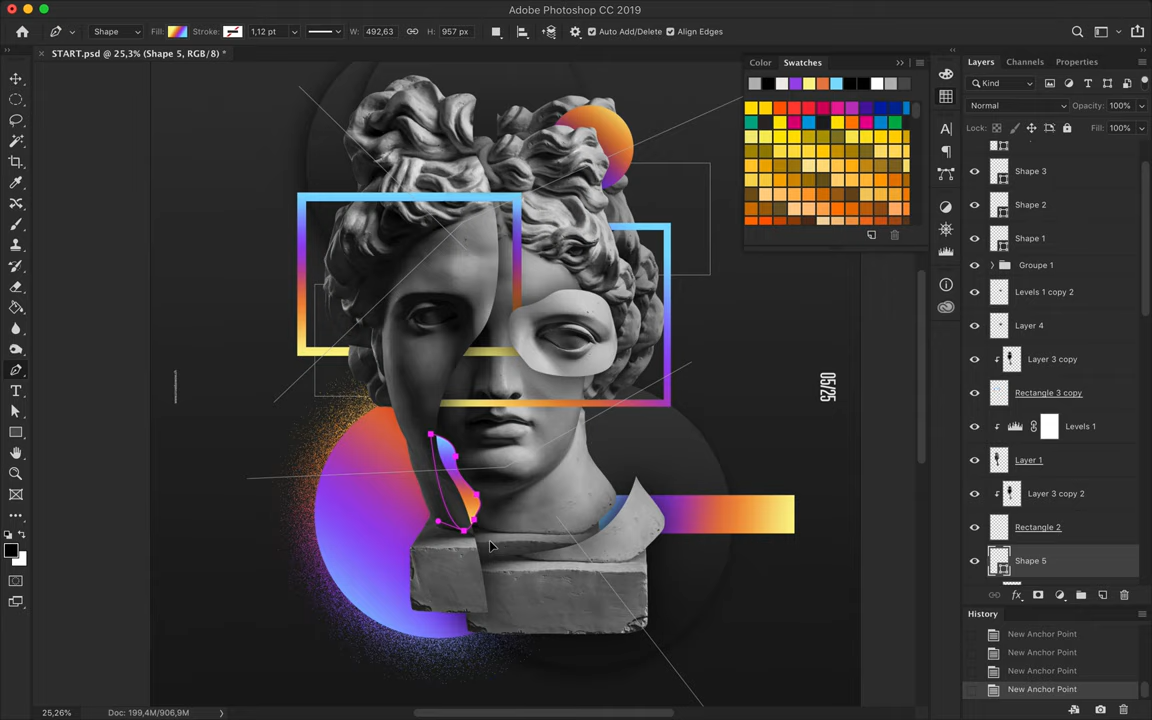 Adobe Photoshop CC 2019
Shape
Fill:
Stroke:
1,12 pt
W: 492,63
H: 957 px
Auto Add/Delete
Align Edges
START.psd @ 25,3% (Shape 5, RGB/8) *
Color
Swatches
05/25
Layers
Channels
Properties
Kind
Normal
Opacity: 100%
Lock:
Fill: 100%
Shape 3
Shape 2
Shape 1
Groupe 1
Levels 1 copy 2
Layer 4
Layer 3 copy
Rectangle 3 copy
Levels 1
Layer 1
Layer 3 copy 2
Rectangle 2
Shape 5
fx
History
New Anchor Point
New Anchor Point
New Anchor Point
New Anchor Point
25,26%
Doc: 199,4M/906,9M